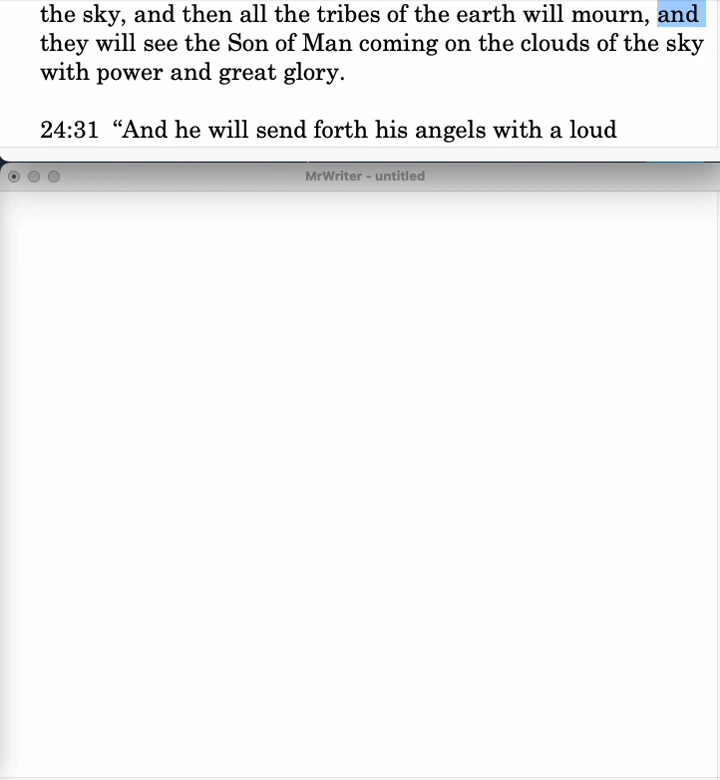 the sky, and then all the tribes of the earth will mourn, and
they will see the Son of Man coming on the clouds of the sky
with power and great glory.
24:31 “And he will send forth his angels with a loud
MrWriter - untitled